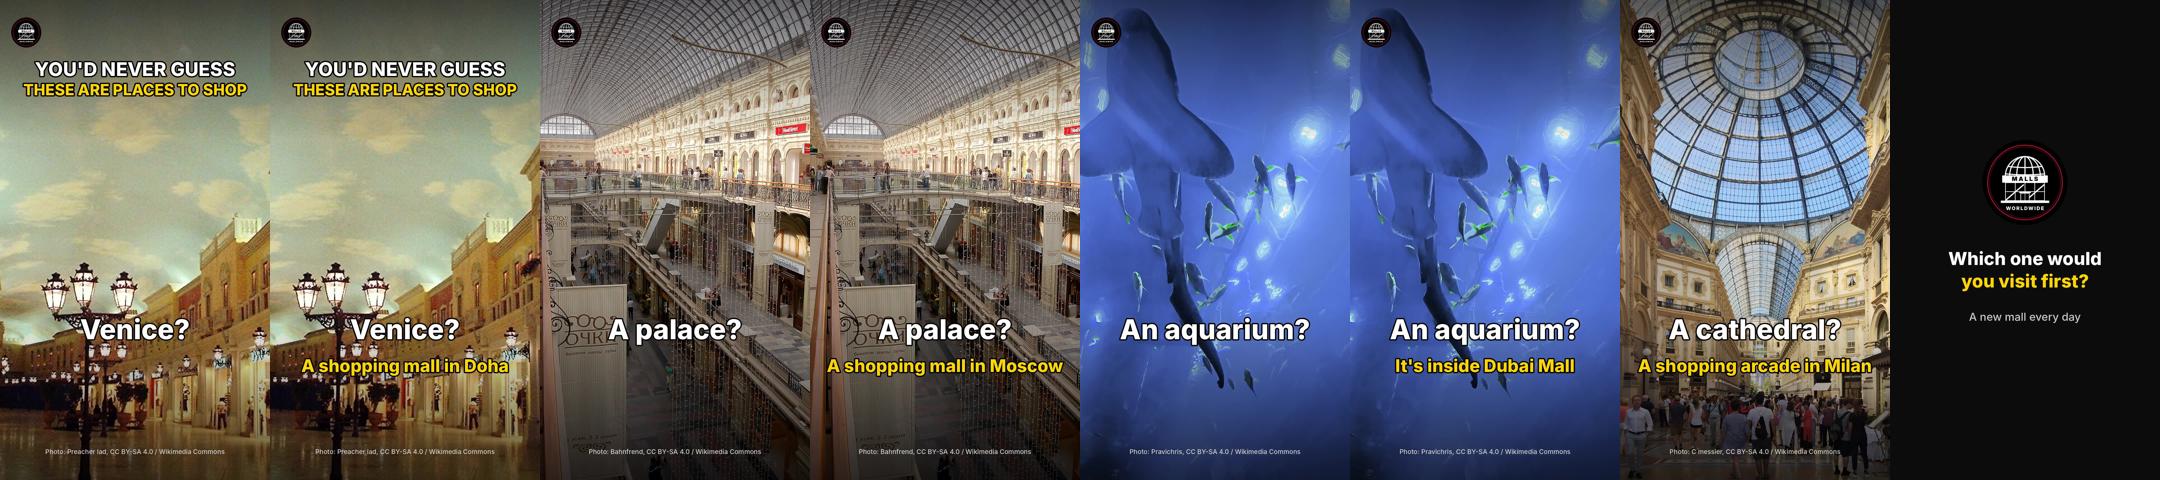 YOU'D NEVER GUESS
THESE ARE PLACES TO SHOP
Venice?
Photo: Preacher lad, CC BY-SA 4.0 / Wikimedia Commons
YOU'D NEVER GUESS
THESE ARE PLACES TO SHOP
Venice?
A shopping mall in Doha
Photo: Preacher lad, CC BY-SA 4.0 / Wikimedia Commons
A palace?
Photo: Bahnfrend, CC BY-SA 4.0 / Wikimedia Commons
A palace?
A shopping mall in Moscow
Photo: Bahnfrend, CC BY-SA 4.0 / Wikimedia Commons
An aquarium?
Photo: Pravichris, CC BY-SA 4.0 / Wikimedia Commons
An aquarium?
It's inside Dubai Mall
Photo: Pravichris, CC BY-SA 4.0 / Wikimedia Commons
A cathedral?
A shopping arcade in Milan
Photo: C messier, CC BY-SA 4.0 / Wikimedia Commons
MALLS
WORLDWIDE
Which one would
you visit first?
A new mall every day